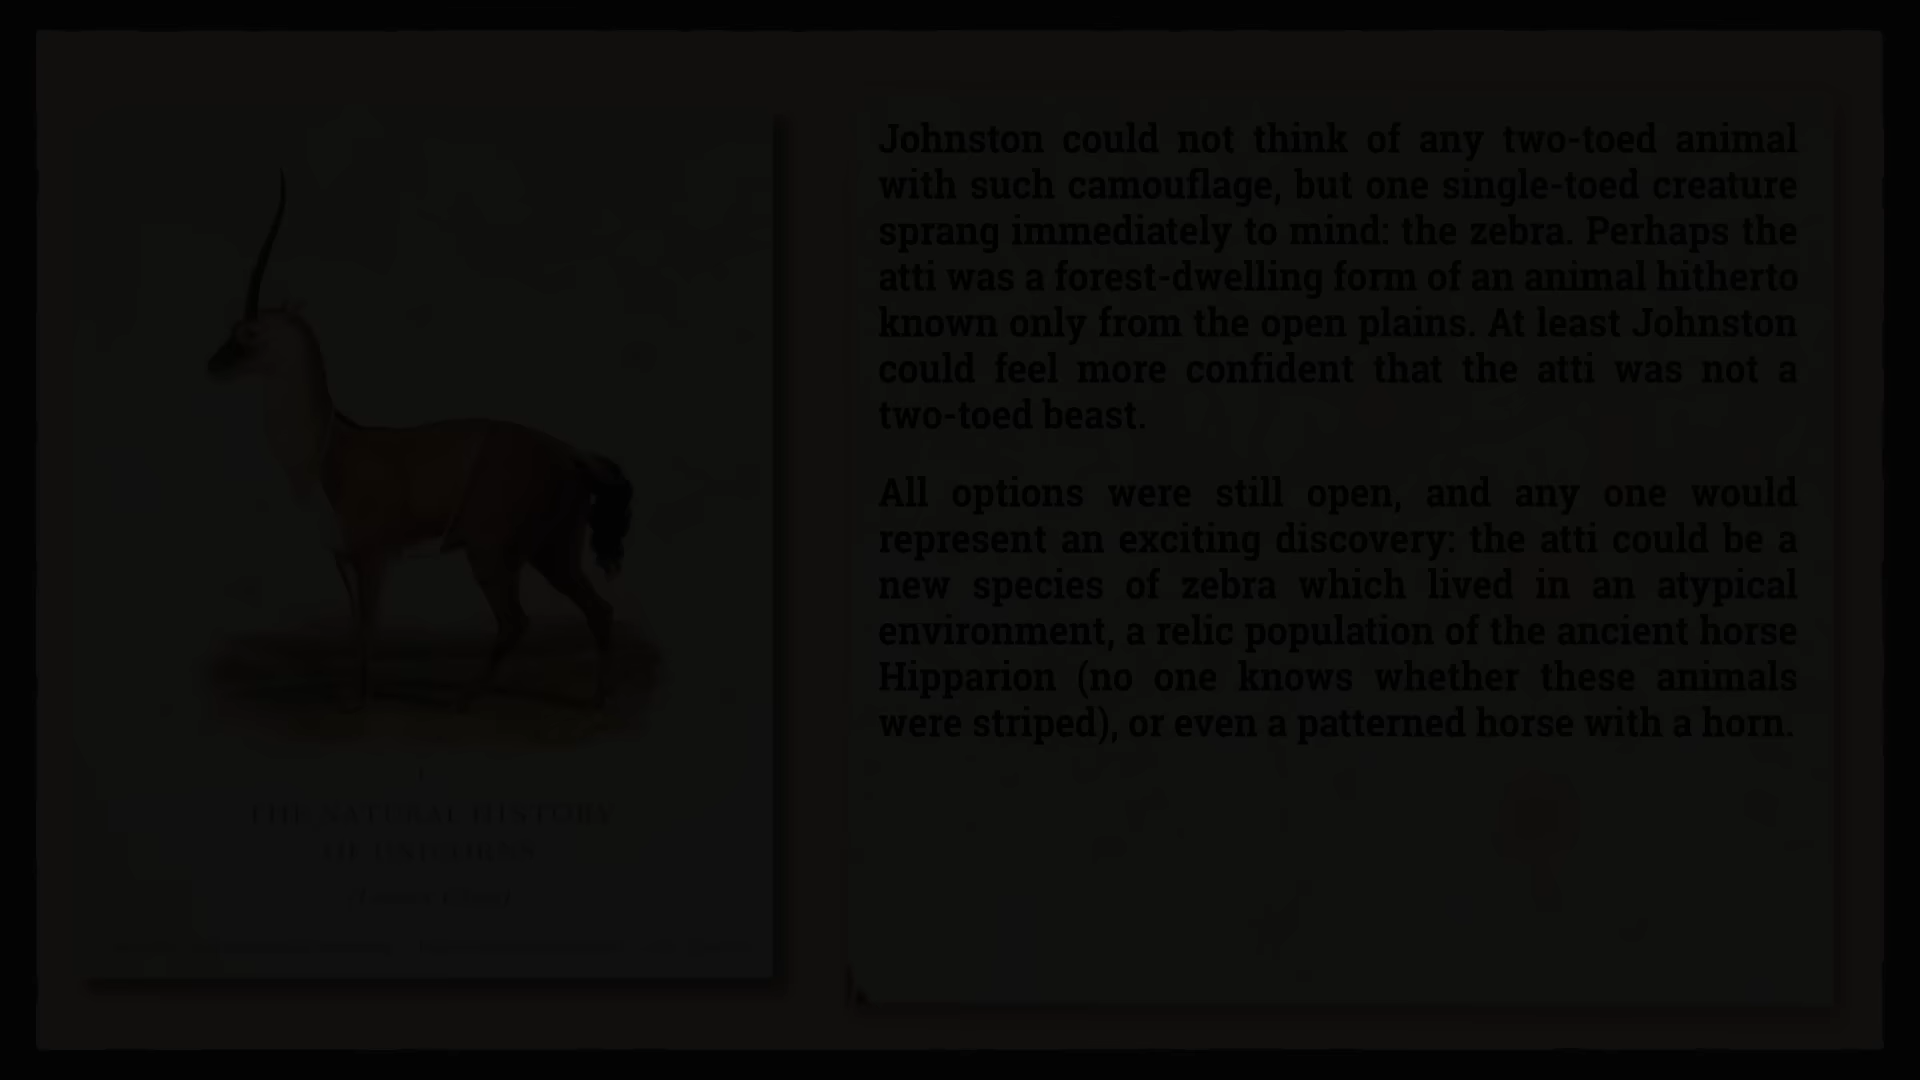 Johnston could not think of any two-toed animal
with such camouflage, but one single-toed creature
sprang immediately to mind: the zebra. Perhaps the
atti was a forest-dwelling form of an animal hitherto
known only from the open plains. At least Johnston
could feel more confident that the atti was not a
two-toed beast.
All options were still open, and any one would
represent an exciting discovery: the atti could be a
new species of zebra which lived in an atypical
environment, a relic population of the ancient horse
Hipparion (no one knows whether these animals
were striped), or even a patterned horse with a horn.
THE NATURAL HISTORY
OF UNICORNS